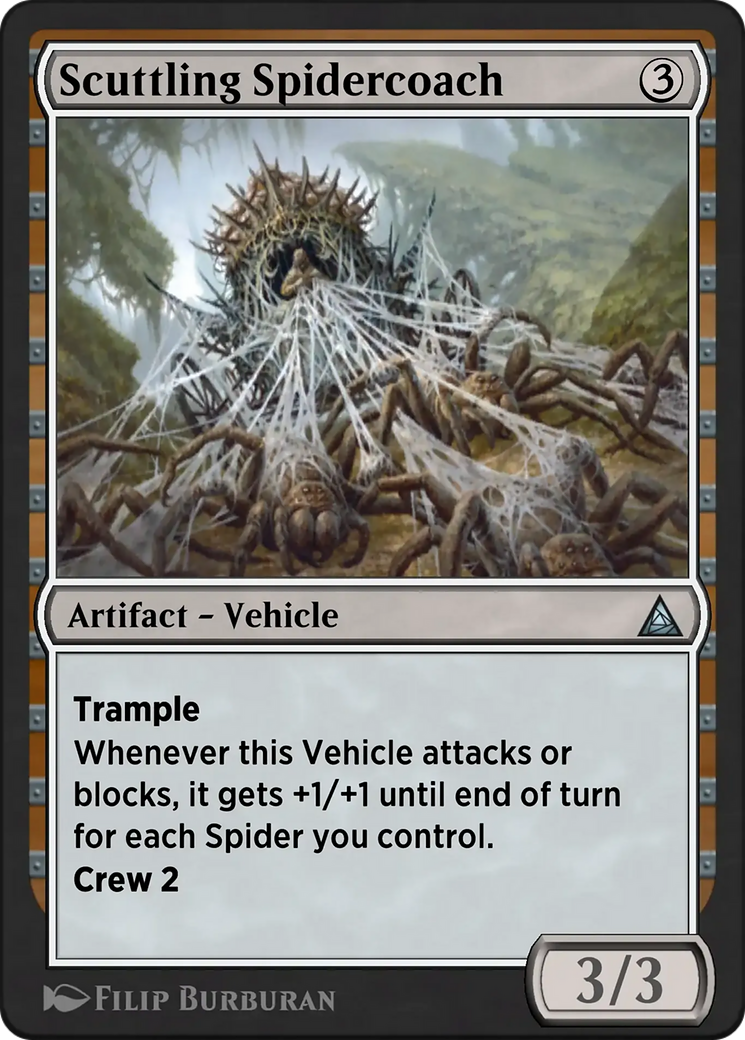 Scuttling Spidercoach 3
Artifact – Vehicle
Trample
Whenever this Vehicle attacks or
blocks, it gets +1/+1 until end of turn
for each Spider you control.
Crew 2
3/3
Filip Burburan